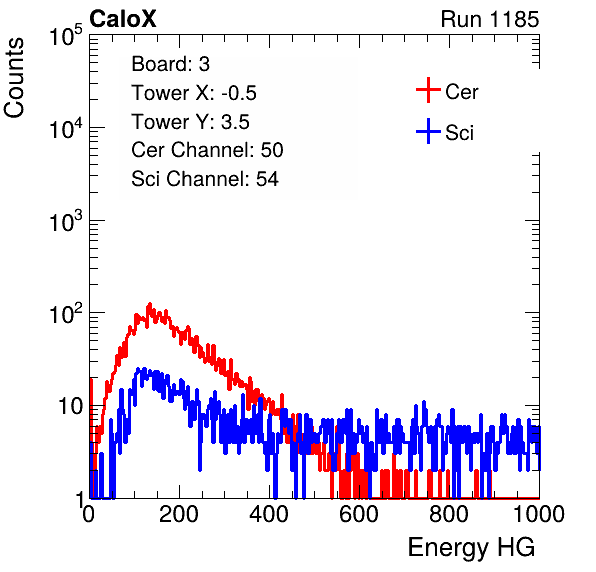 CaloX Run 1185
Counts
10^5
10^4
10^3
10^2
10
1
Board: 3
Tower X: -0.5
Tower Y: 3.5
Cer Channel: 50
Sci Channel: 54
Cer
Sci
0 200 400 600 800 1000
Energy HG